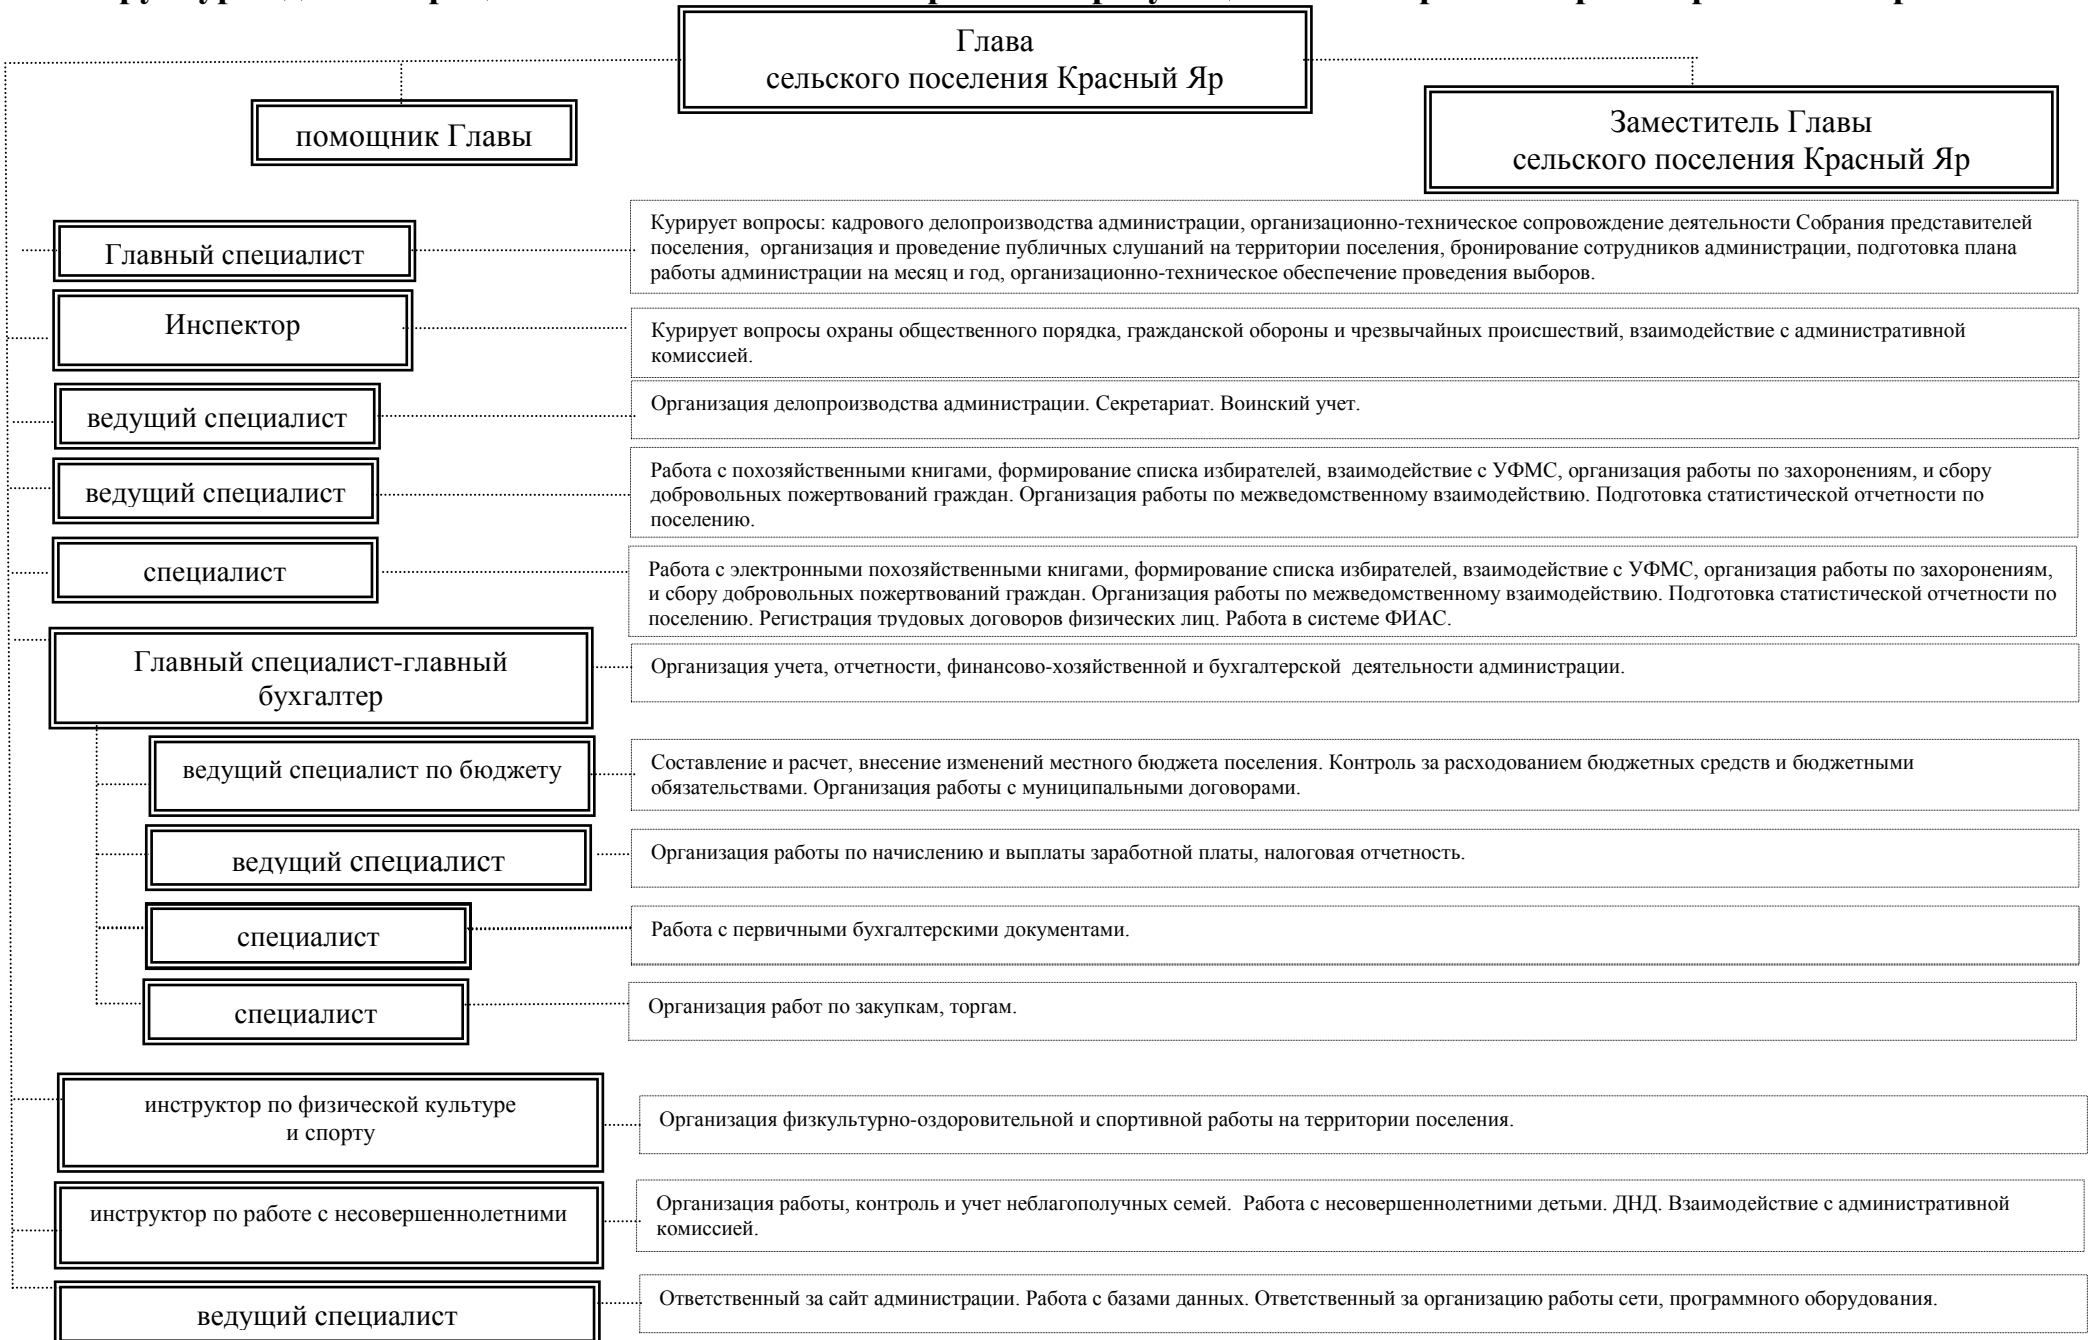 Глава
сельского поселения Красный Яр
помощник Главы
Заместитель Главы
сельского поселения Красный Яр
Главный специалист
Курирует вопросы: кадрового делопроизводства администрации, организационно-техническое сопровождение деятельности Собрания представителей
поселения, организация и проведение публичных слушаний на территории поселения, бронирование сотрудников администрации, подготовка плана
работы администрации на месяц и год, организационно-техническое обеспечение проведения выборов.
Инспектор
Курирует вопросы охраны общественного порядка, гражданской обороны и чрезвычайных происшествий, взаимодействие с административной
комиссией.
ведущий специалист
Организация делопроизводства администрации. Секретариат. Воинский учет.
ведущий специалист
Работа с похозяйственными книгами, формирование списка избирателей, взаимодействие с УФМС, организация работы по захоронениям, и сбору
добровольных пожертвований граждан. Организация работы по межведомственному взаимодействию. Подготовка статистической отчетности по
поселению.
специалист
Работа с электронными похозяйственными книгами, формирование списка избирателей, взаимодействие с УФМС, организация работы по захоронениям,
и сбору добровольных пожертвований граждан. Организация работы по межведомственному взаимодействию. Подготовка статистической отчетности по
поселению. Регистрация трудовых договоров физических лиц. Работа в системе ФИАС.
Главный специалист-главный
бухгалтер
Организация учета, отчетности, финансово-хозяйственной и бухгалтерской деятельности администрации.
ведущий специалист по бюджету
Составление и расчет, внесение изменений местного бюджета поселения. Контроль за расходованием бюджетных средств и бюджетными
обязательствами. Организация работы с муниципальными договорами.
ведущий специалист
Организация работы по начислению и выплаты заработной платы, налоговая отчетность.
специалист
Работа с первичными бухгалтерскими документами.
специалист
Организация работ по закупкам, торгам.
инструктор по физической культуре
и спорту
Организация физкультурно-оздоровительной и спортивной работы на территории поселения.
инструктор по работе с несовершеннолетними
Организация работы, контроль и учет неблагополучных семей. Работа с несовершеннолетними детьми. ДНД. Взаимодействие с административной
комиссией.
ведущий специалист
Ответственный за сайт администрации. Работа с базами данных. Ответственный за организацию работы сети, программного оборудования.